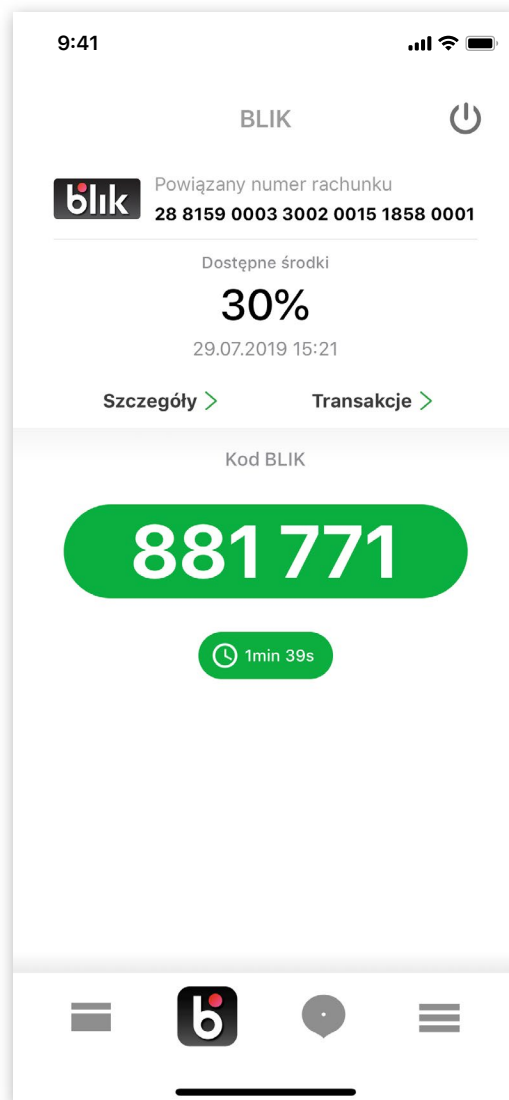 9:41
BLIK
blik
Powiązany numer rachunku
28 8159 0003 3002 0015 1858 0001
Dostępne środki
30%
29.07.2019 15:21
Szczegóły
Transakcje
Kod BLIK
881 771
1min 39s
b